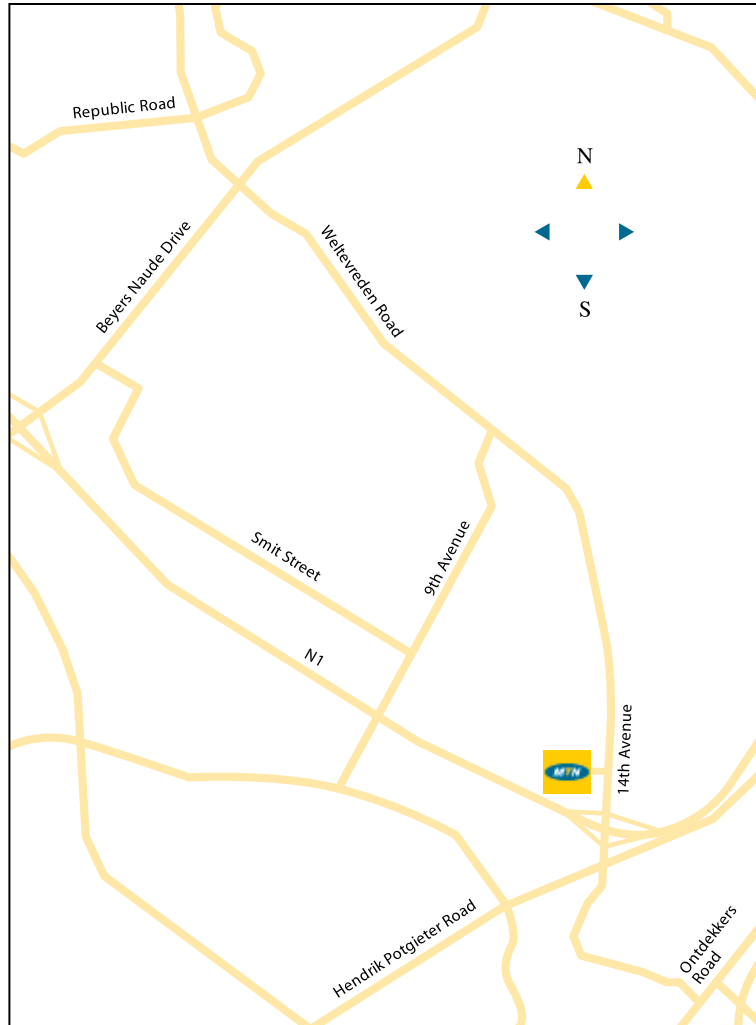 Republic Road
N
Beyers Naude Drive
Weltevreden Road
S
Smit Street
9th Avenue
N1
14th Avenue
MTN
Hendrik Potgieter Road
Ontdekkers
Road